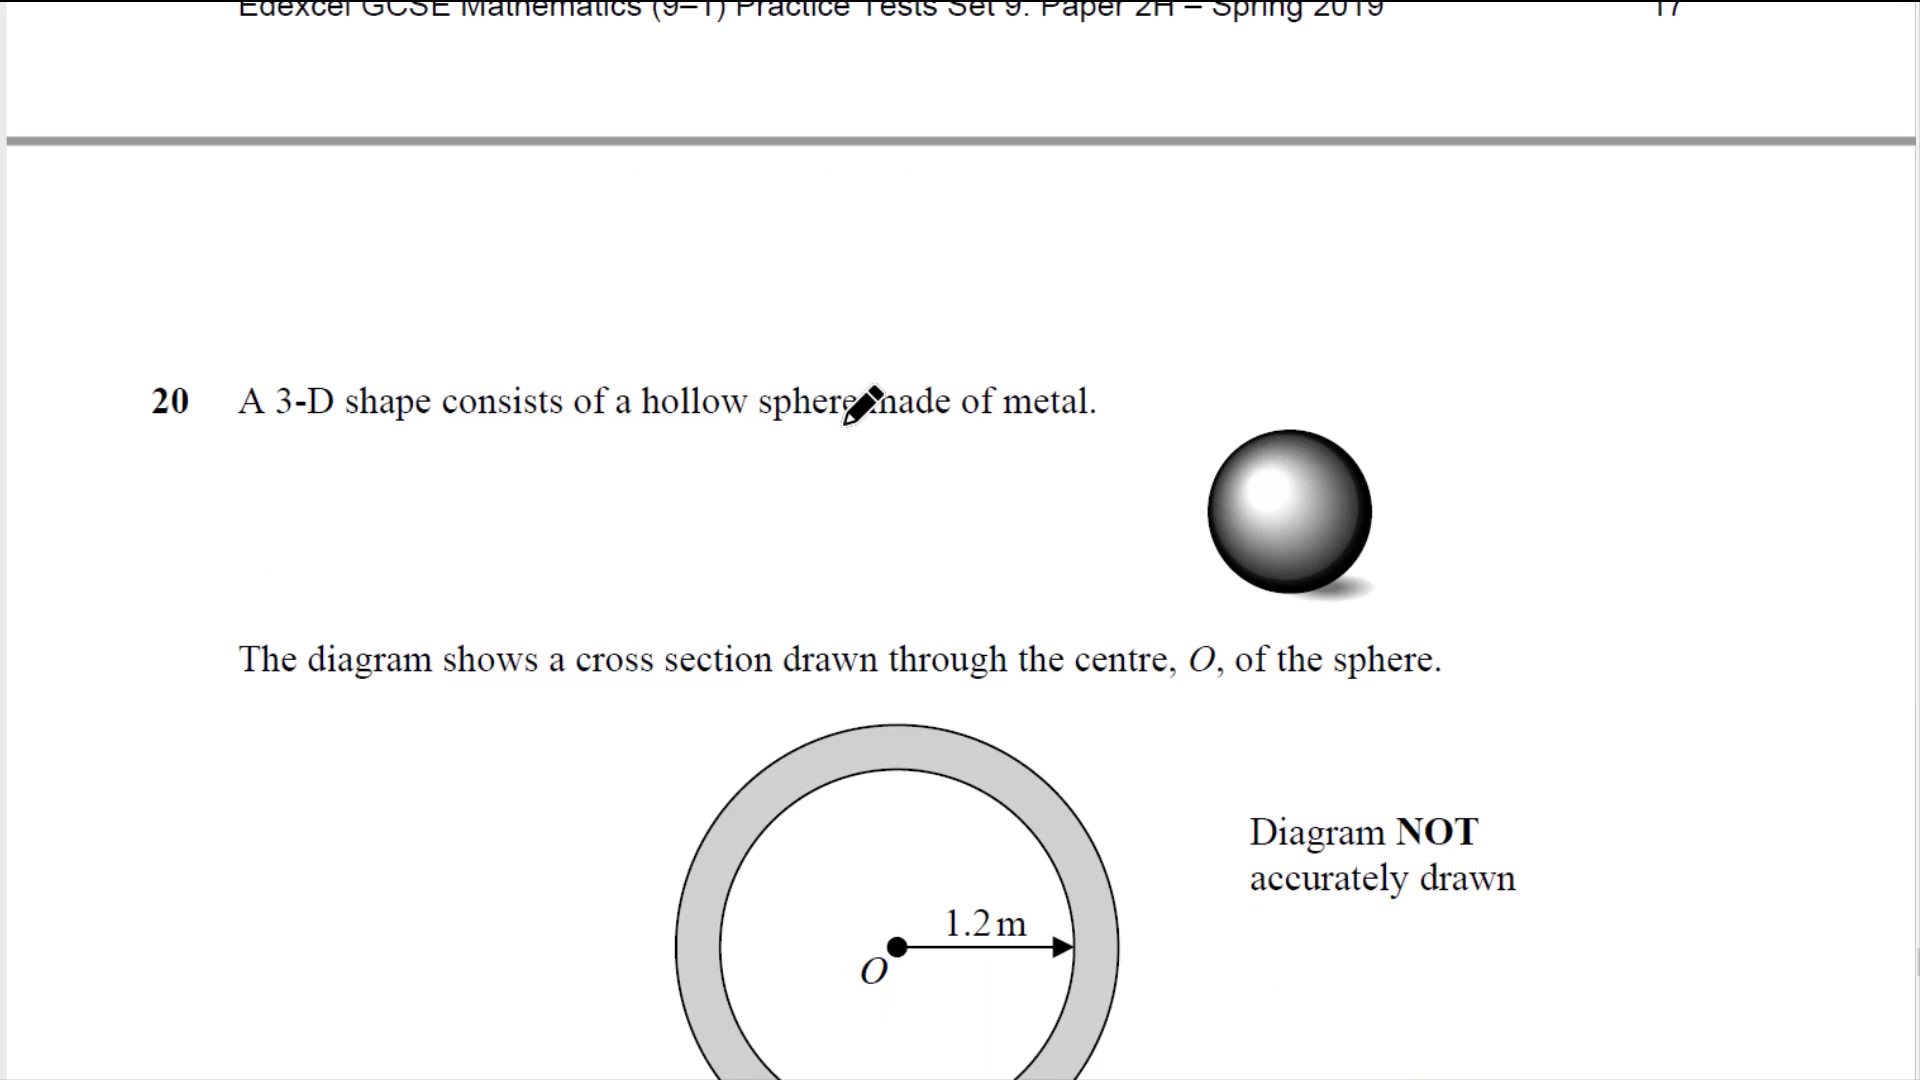 Edexcel GCSE Mathematics (9–1) Practice Tests Set 9: Paper 2H – Spring 2019 17
20 A 3-D shape consists of a hollow sphere made of metal.
The diagram shows a cross section drawn through the centre, O, of the sphere.
Diagram NOT
accurately drawn
1.2 m
O